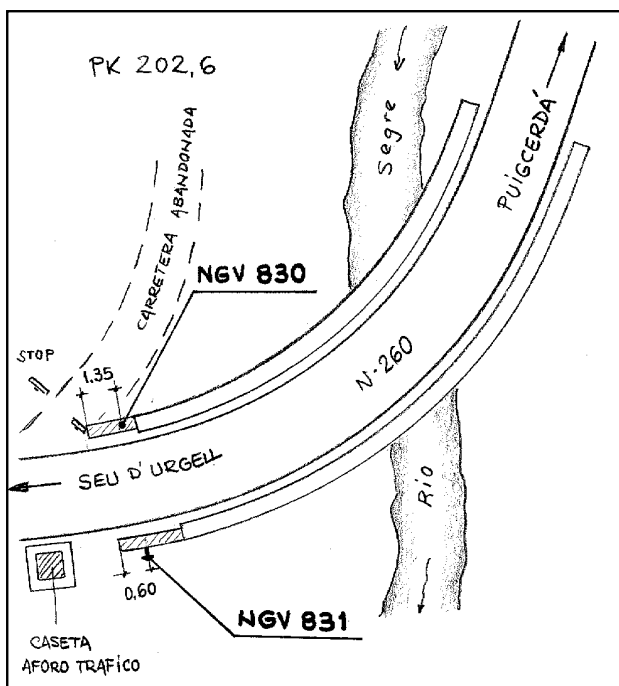 PK 202,6
Segre
PUIGCERDÁ
CARRETERA ABANDONADA
NGV 830
STOP
1.35
N-260
SEU D'URGELL
Río
0,60
NGV 831
CASETA
AFORO TRAFICO